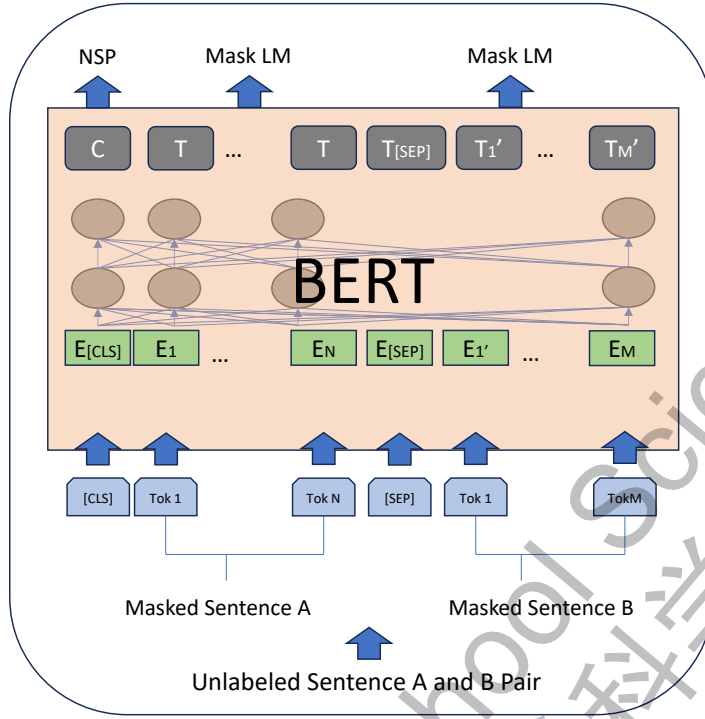 NSP Mask LM Mask LM
C T ... T T[SEP] T1' ... TM'
BERT
E[CLS] E1 ... EN E[SEP] E1' ... EM
[CLS] Tok 1 Tok N [SEP] Tok 1 TokM
Masked Sentence A Masked Sentence B
Unlabeled Sentence A and B Pair